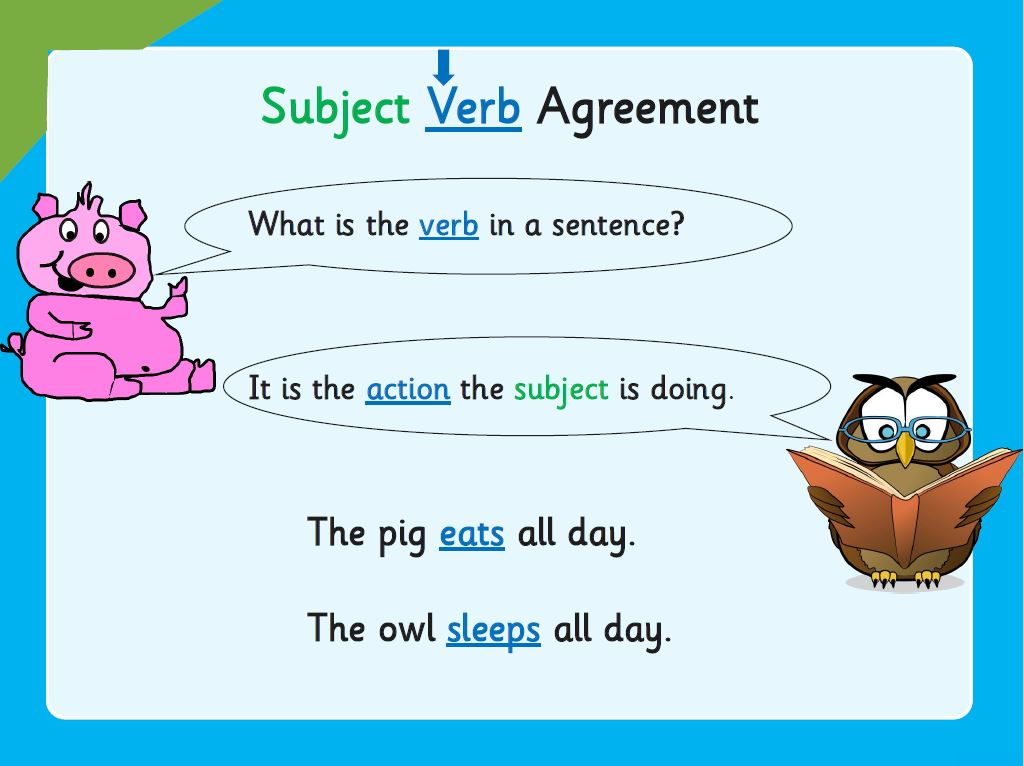 Subject Verb Agreement
What is the verb in a sentence?
It is the action the subject is doing.
The pig eats all day.
The owl sleeps all day.